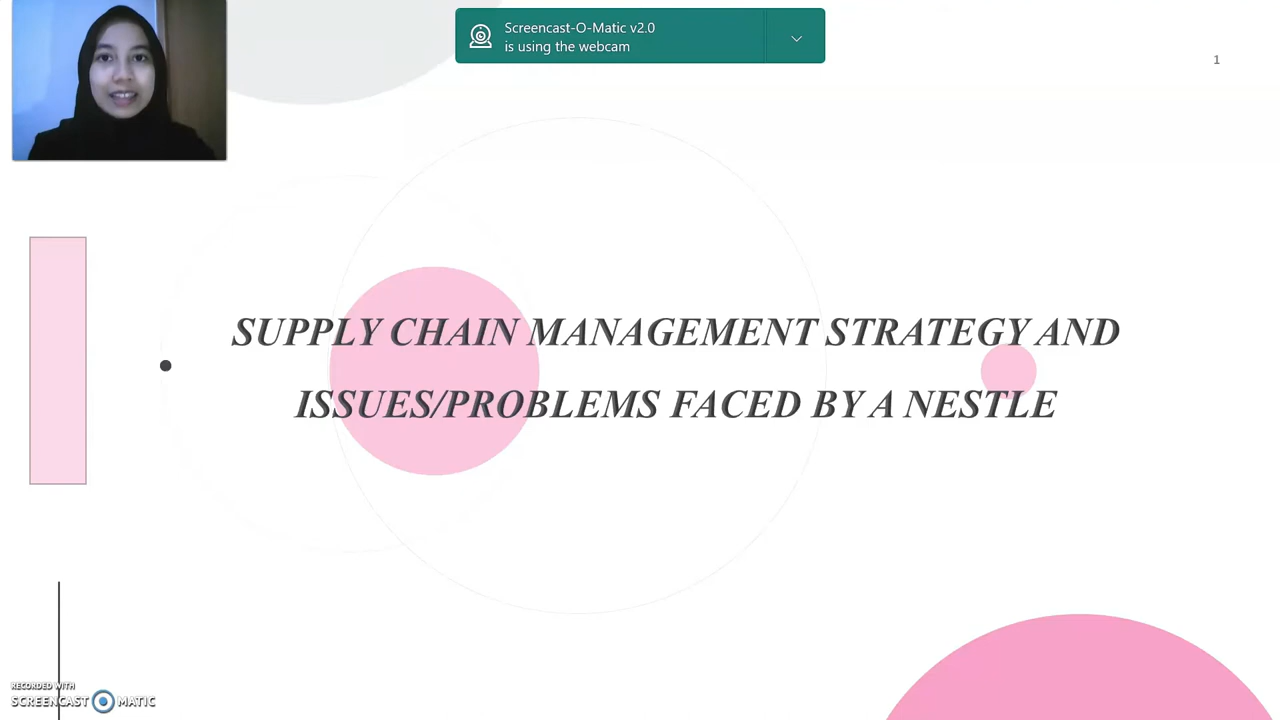 Screencast-O-Matic v2.0
is using the webcam
1
SUPPLY CHAIN MANAGEMENT STRATEGY AND
ISSUES/PROBLEMS FACED BY A NESTLE
RECORDED WITH
SCREENCAST MATIC